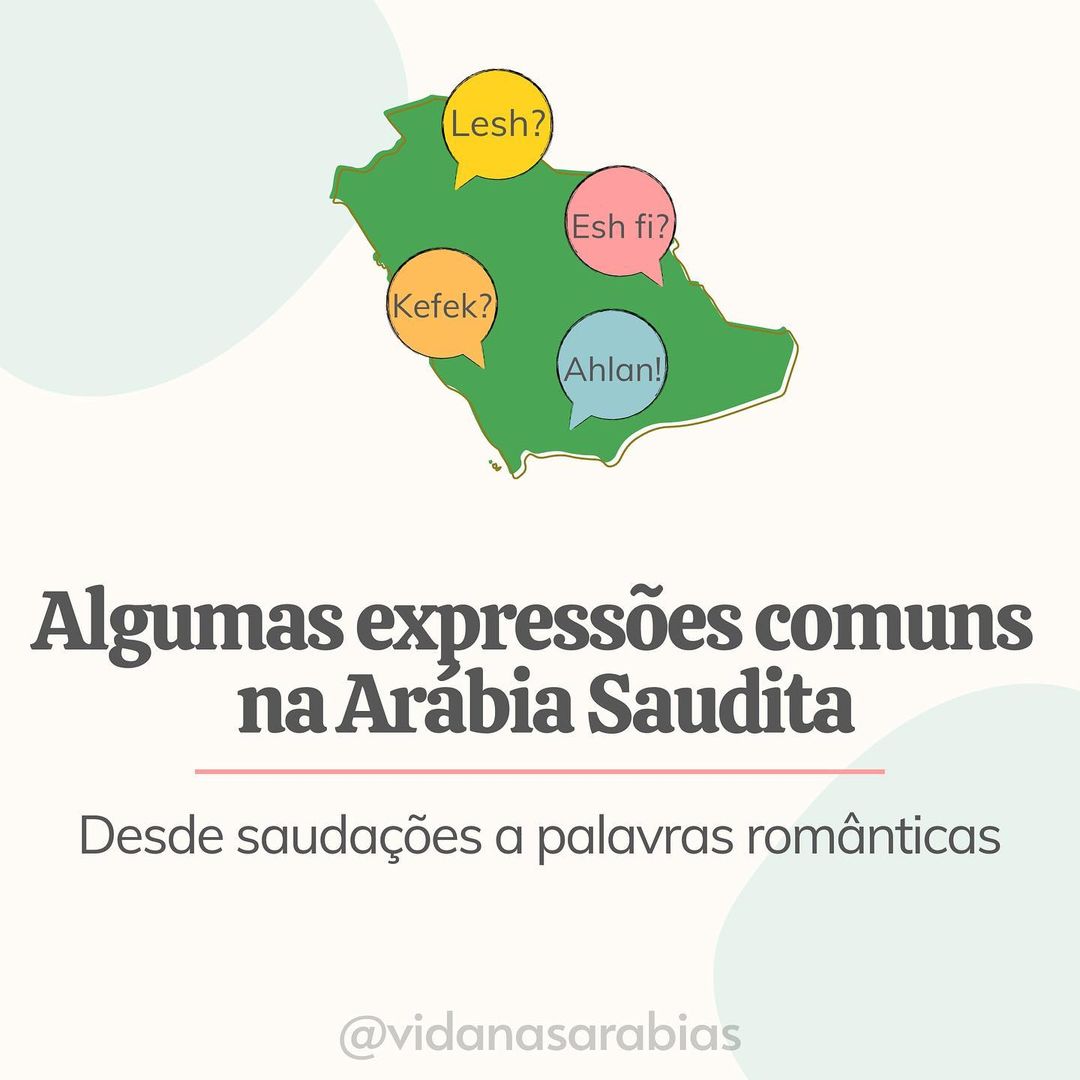 Lesh?
Esh fi?
Kefek?
Ahlan!
Algumas expressões comuns
na Arábia Saudita
Desde saudações a palavras românticas
@vidanasarabias